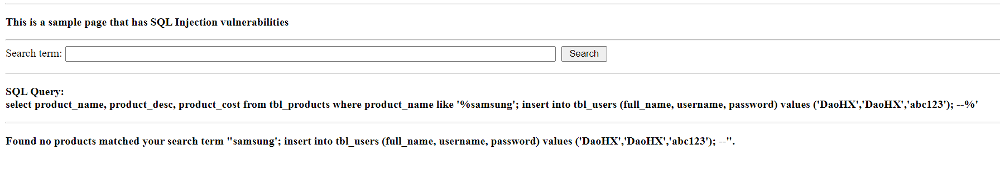 This is a sample page that has SQL Injection vulnerabilities
Search term: Search
SQL Query:
select product_name, product_desc, product_cost from tbl_products where product_name like '%samsung'; insert into tbl_users (full_name, username, password) values ('DaoHX','DaoHX','abc123'); --%'
Found no products matched your search term "samsung'; insert into tbl_users (full_name, username, password) values ('DaoHX','DaoHX','abc123'); --".